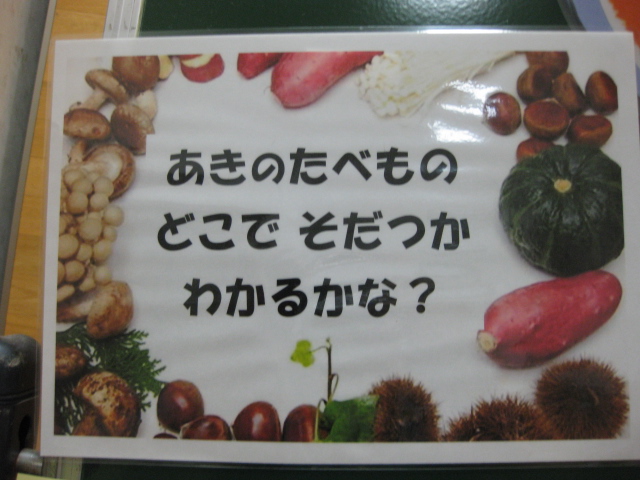 あきのたべもの
どこで そだつか
わかるかな？